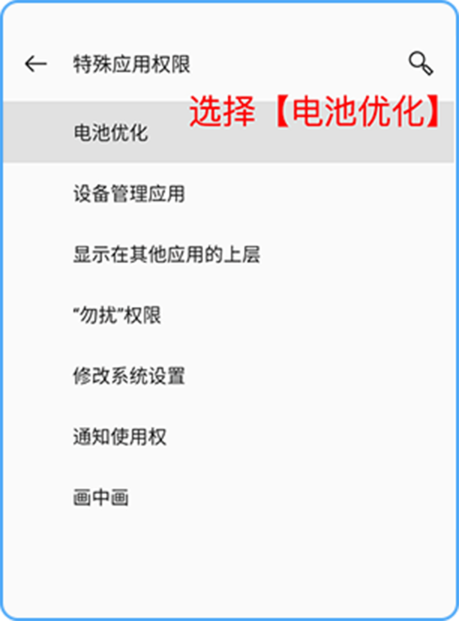 特殊应用权限
选择【电池优化】
电池优化
设备管理应用
显示在其他应用的上层
“勿扰”权限
修改系统设置
通知使用权
画中画